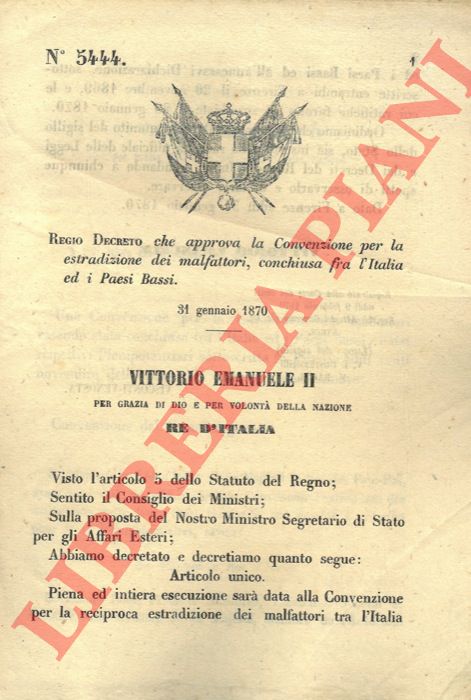 N° 5444.
1
REGIO DECRETO che approva la Convenzione per la
estradizione dei malfattori, conchiusa fra l'Italia
ed i Paesi Bassi.
31 gennaio 1870
VITTORIO EMANUELE II
PER GRAZIA DI DIO E PER VOLONTÀ DELLA NAZIONE
RE D'ITALIA
Visto l'articolo 5 dello Statuto del Regno;
Sentito il Consiglio dei Ministri;
Sulla proposta del Nostro Ministro Segretario di Stato
per gli Affari Esteri;
Abbiamo decretato e decretiamo quanto segue:
Articolo unico.
Piena ed intiera esecuzione sarà data alla Convenzione
per la reciproca estradizione dei malfattori tra l'Italia
LIBRERIA PIANI